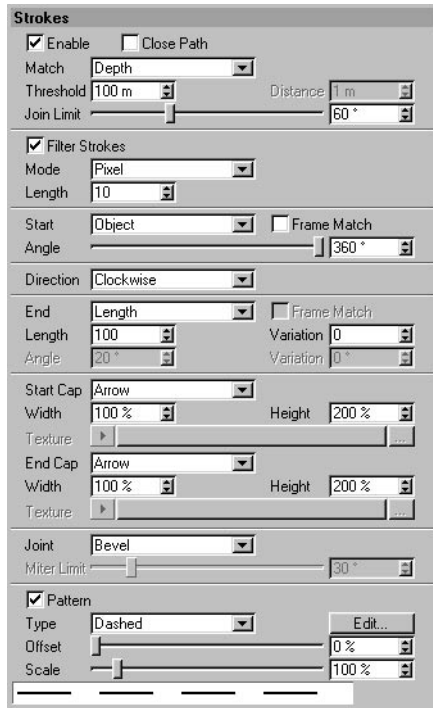 Strokes
Enable Close Path
Match Depth
Threshold 100 m Distance 1 m
Join Limit 60 °
Filter Strokes
Mode Pixel
Length 10
Start Object Frame Match
Angle 360 °
Direction Clockwise
End Length Frame Match
Length 100 Variation 0
Angle 20 ° Variation 0 °
Start Cap Arrow
Width 100 % Height 200 %
Texture ...
End Cap Arrow
Width 100 % Height 200 %
Texture ...
Joint Bevel
Miter Limit 30 °
Pattern
Type Dashed Edit...
Offset 0 %
Scale 100 %